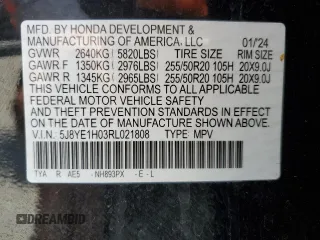 MFD. BY HONDA DEVELOPMENT &
MANUFACTURING OF AMERICA, LLC 01/24
GVWR 2640KG( 5820LBS) TIRE SIZE RIM SIZE
GAWR F 1350KG( 2976LBS) 255/50R20 105H 20X9.0J
GAWR R 1345KG( 2965LBS) 255/50R20 105H 20X9.0J
THIS VEHICLE CONFORMS TO ALL APPLICABLE
FEDERAL MOTOR VEHICLE SAFETY STANDARDS IN
EFFECT ON THE DATE OF MANUFACTURE SHOWN ABOVE.
V.I.N. 5J8YE1H03RL021808 TYPE MPV
TYA R AE5 NH893PX -E-L
DREAMBID